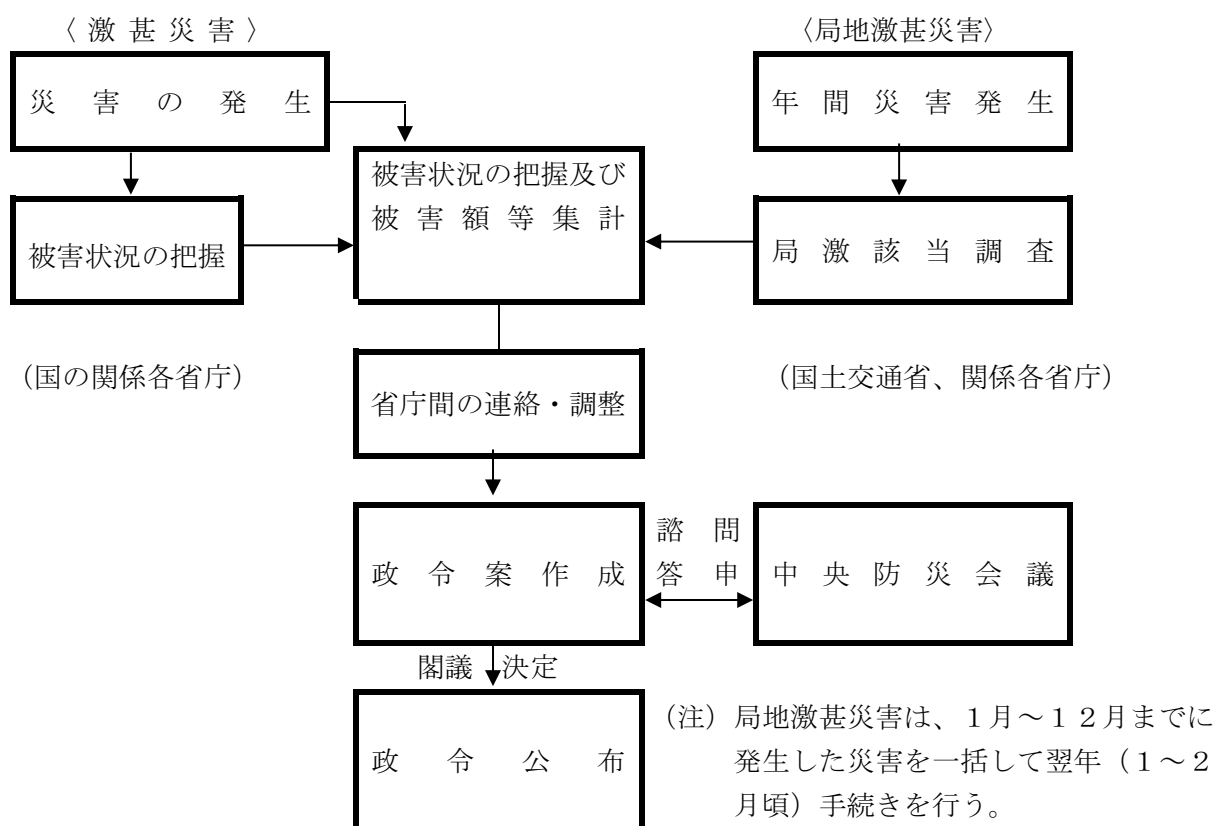 〈激甚災害〉
〈局地激甚災害〉
災害の発生
年間災害発生
被害状況の把握及び
被害額等集計
被害状況の把握
局激該当調査
(国の関係各省庁)
(国土交通省、関係各省庁)
省庁間の連絡・調整
諮問
答申
政令案作成
中央防災会議
閣議決定
政令公布
(注)局地激甚災害は、1月～12月までに
発生した災害を一括して翌年(1～2
月頃)手続きを行う。